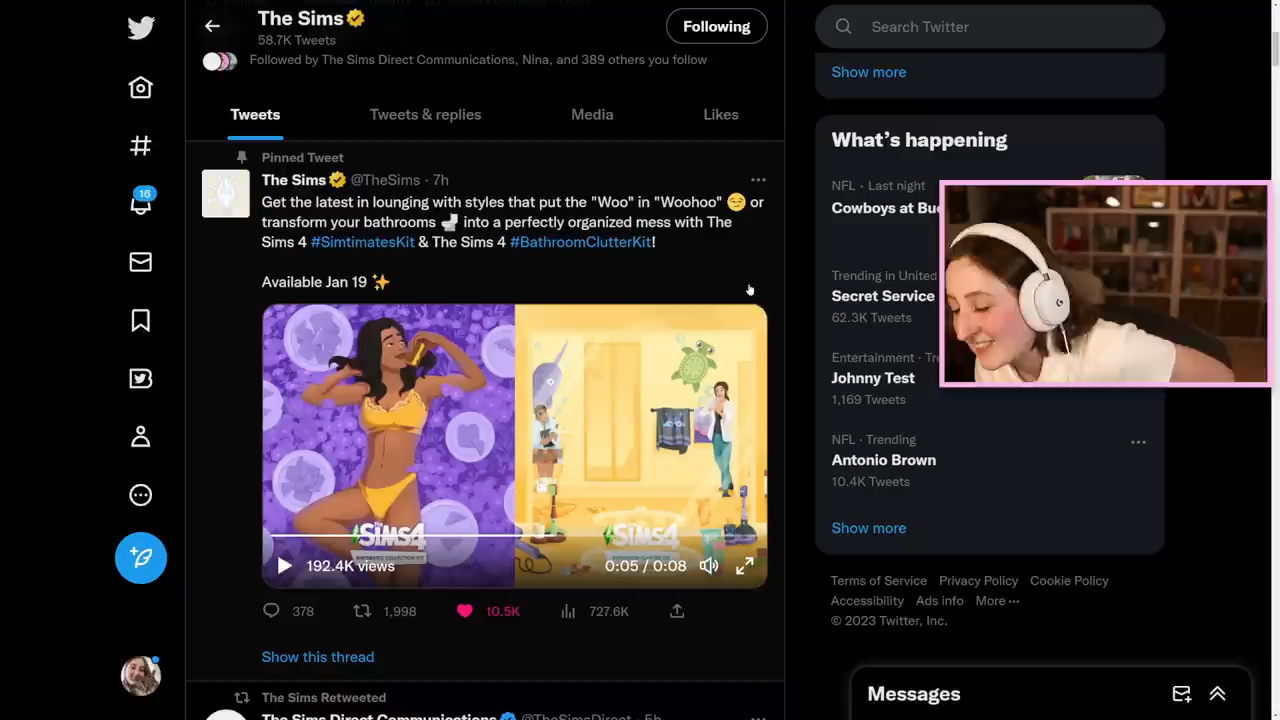 The Sims
58.7K Tweets
Following
Followed by The Sims Direct Communications, Nina, and 389 others you follow
Tweets
Tweets & replies
Media
Likes
Pinned Tweet
The Sims @TheSims · 7h
Get the latest in lounging with styles that put the "Woo" in "Woohoo" 😏 or
transform your bathrooms 🚽 into a perfectly organized mess with The
Sims 4 #SimtimatesKit & The Sims 4 #BathroomClutterKit!
Available Jan 19 ✨
The Sims 4
The Sims 4
192.4K views
0:05 / 0:08
378
1,998
10.5K
727.6K
Show this thread
The Sims Retweeted
The Sims Direct Communications @TheSimsDirect · 5h
16
Search Twitter
Show more
What's happening
NFL · Last night
Cowboys at Buc
Trending in United
Secret Service
62.3K Tweets
Entertainment · Tre
Johnny Test
1,169 Tweets
NFL · Trending
Antonio Brown
10.4K Tweets
Show more
Terms of Service Privacy Policy Cookie Policy
Accessibility Ads info More
© 2023 Twitter, Inc.
Messages